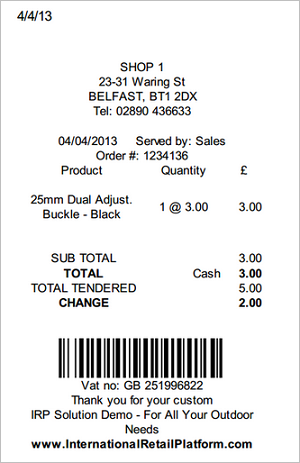 4/4/13
SHOP 1
23-31 Waring St
BELFAST, BT1 2DX
Tel: 02890 436633
04/04/2013 Served by: Sales
Order #: 1234136
Product Quantity £
25mm Dual Adjust.
Buckle - Black 1 @ 3.00 3.00
SUB TOTAL 3.00
TOTAL Cash 3.00
TOTAL TENDERED 5.00
CHANGE 2.00
Vat no: GB 251996822
Thank you for your custom
IRP Solution Demo - For All Your Outdoor
Needs
www.InternationalRetailPlatform.com